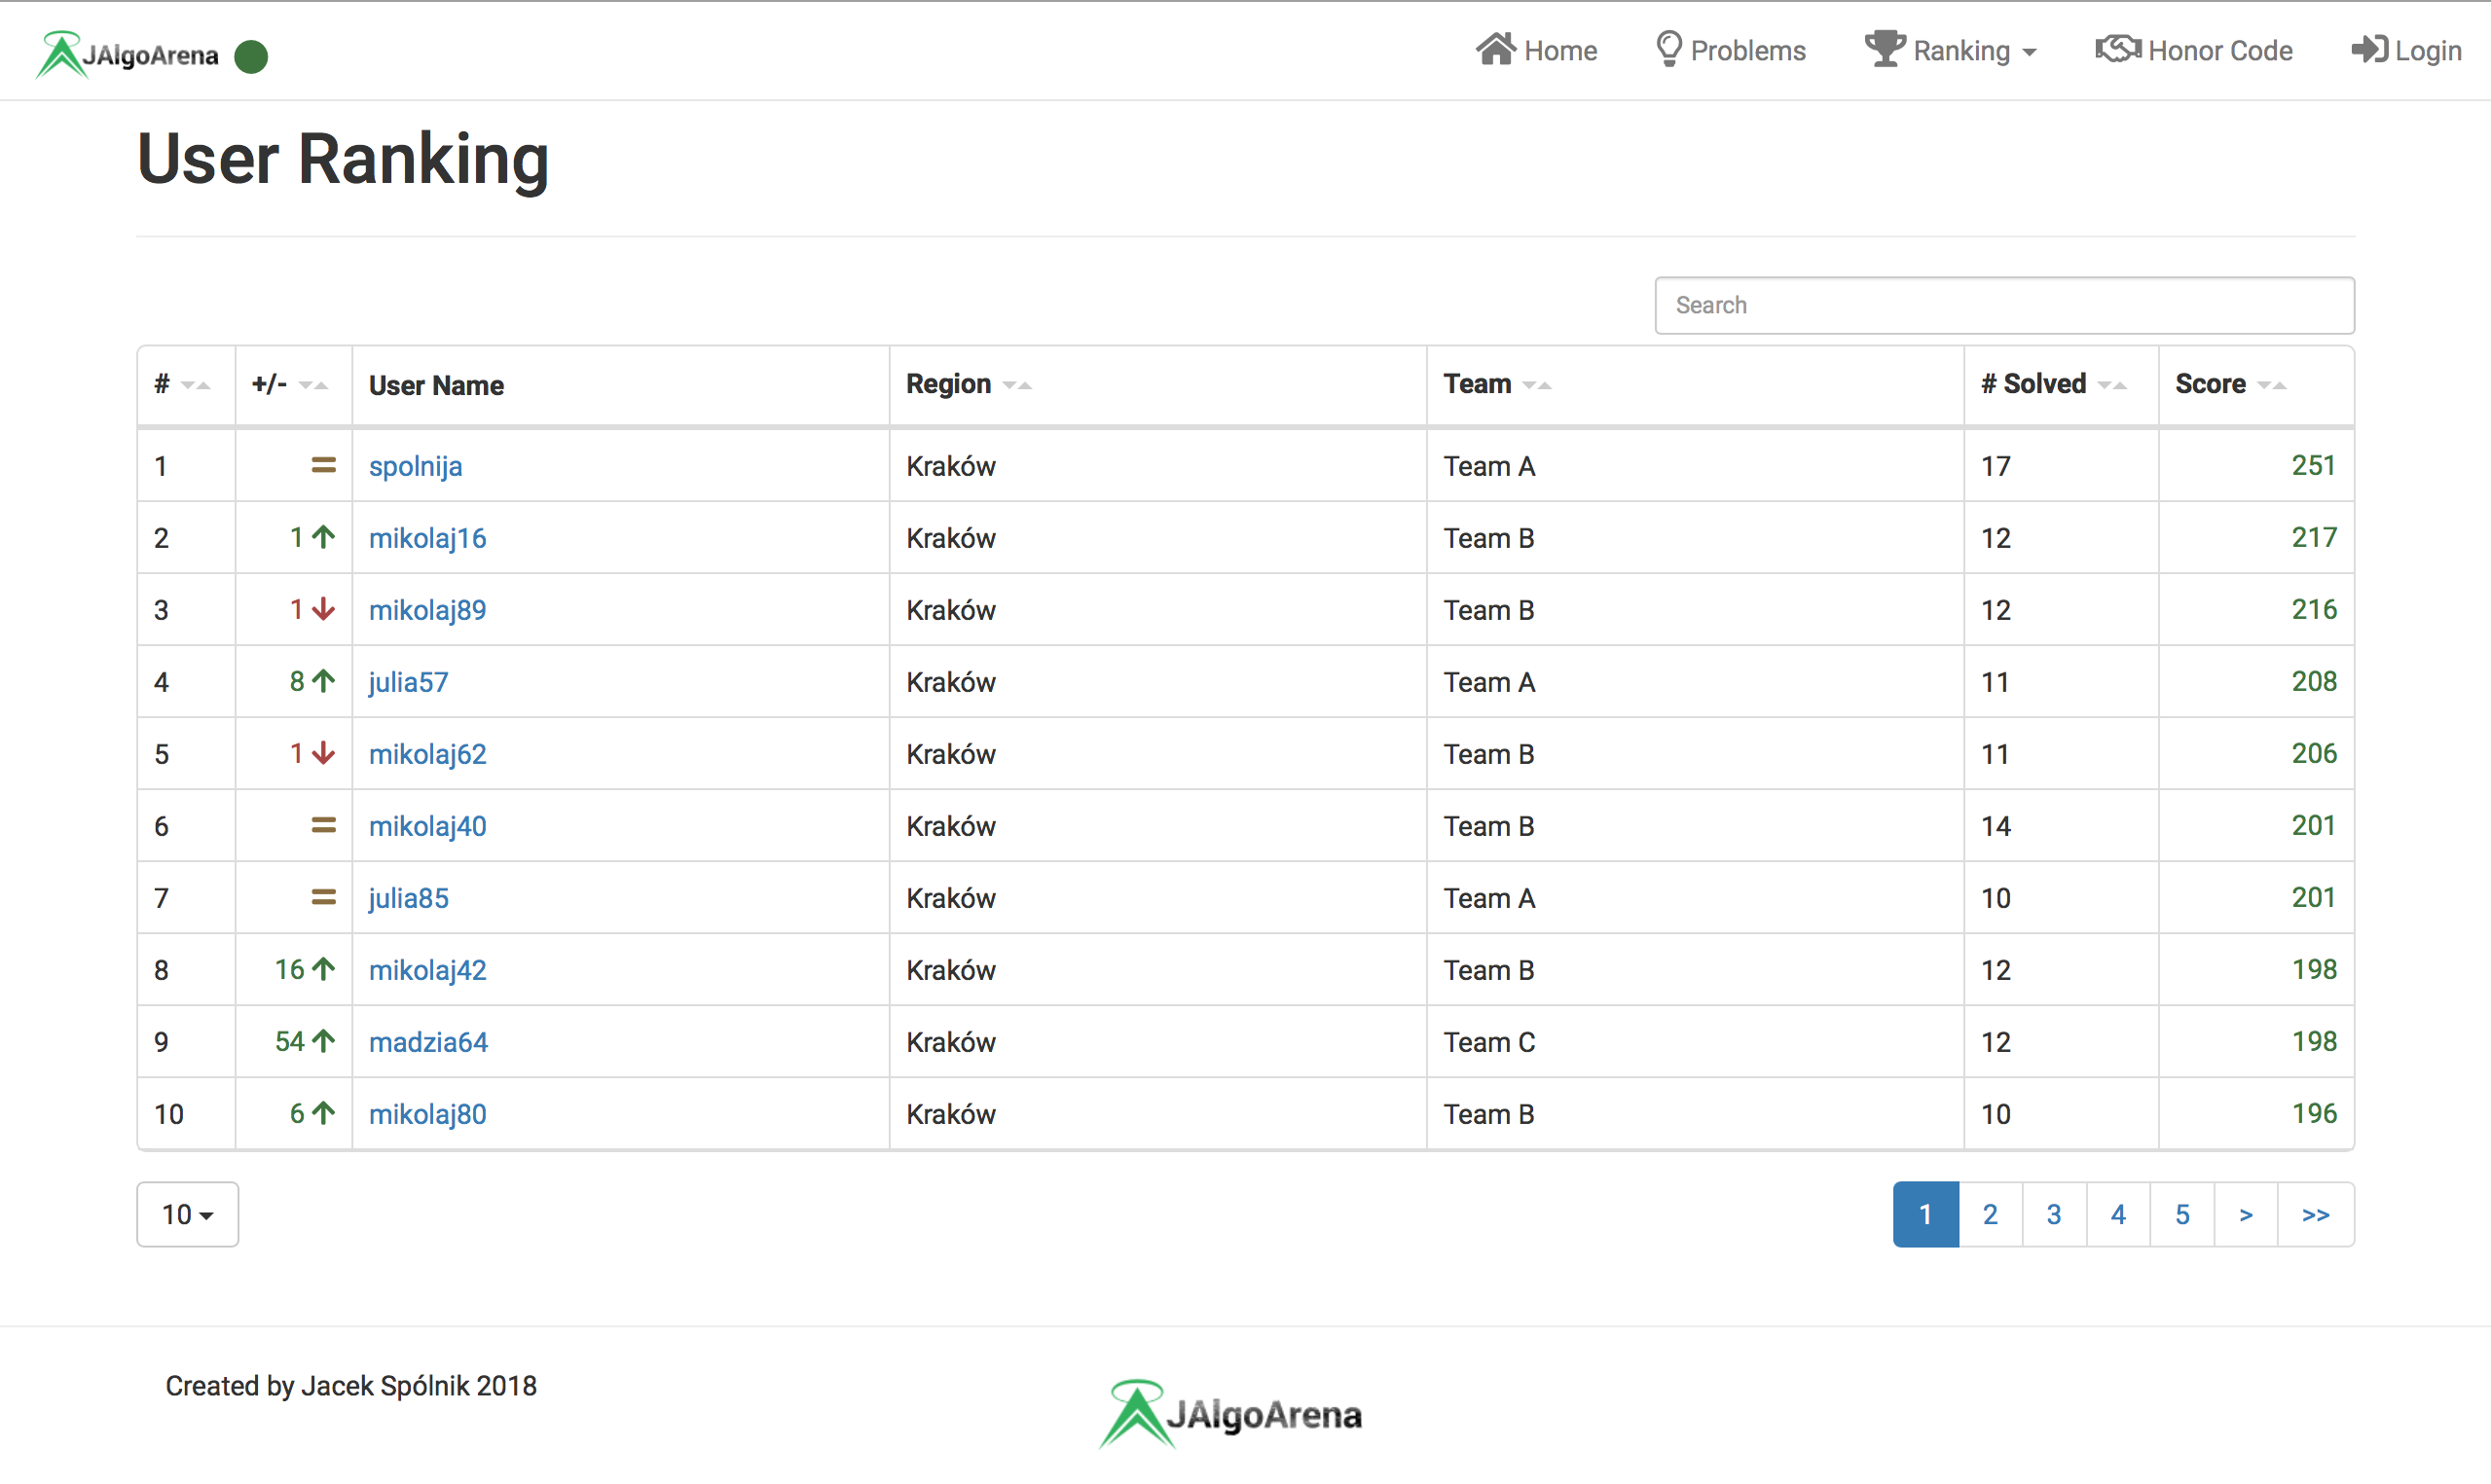 JAlgoArena Home Problems Ranking Honor Code Login
User Ranking
Search
# +/- User Name Region Team # Solved Score
1 = spolnija Kraków Team A 17 251
2 1 mikolaj16 Kraków Team B 12 217
3 1 mikolaj89 Kraków Team B 12 216
4 8 julia57 Kraków Team A 11 208
5 1 mikolaj62 Kraków Team B 11 206
6 = mikolaj40 Kraków Team B 14 201
7 = julia85 Kraków Team A 10 201
8 16 mikolaj42 Kraków Team B 12 198
9 54 madzia64 Kraków Team C 12 198
10 6 mikolaj80 Kraków Team B 10 196
10 1 2 3 4 5 > >>
Created by Jacek Spólnik 2018
JAlgoArena